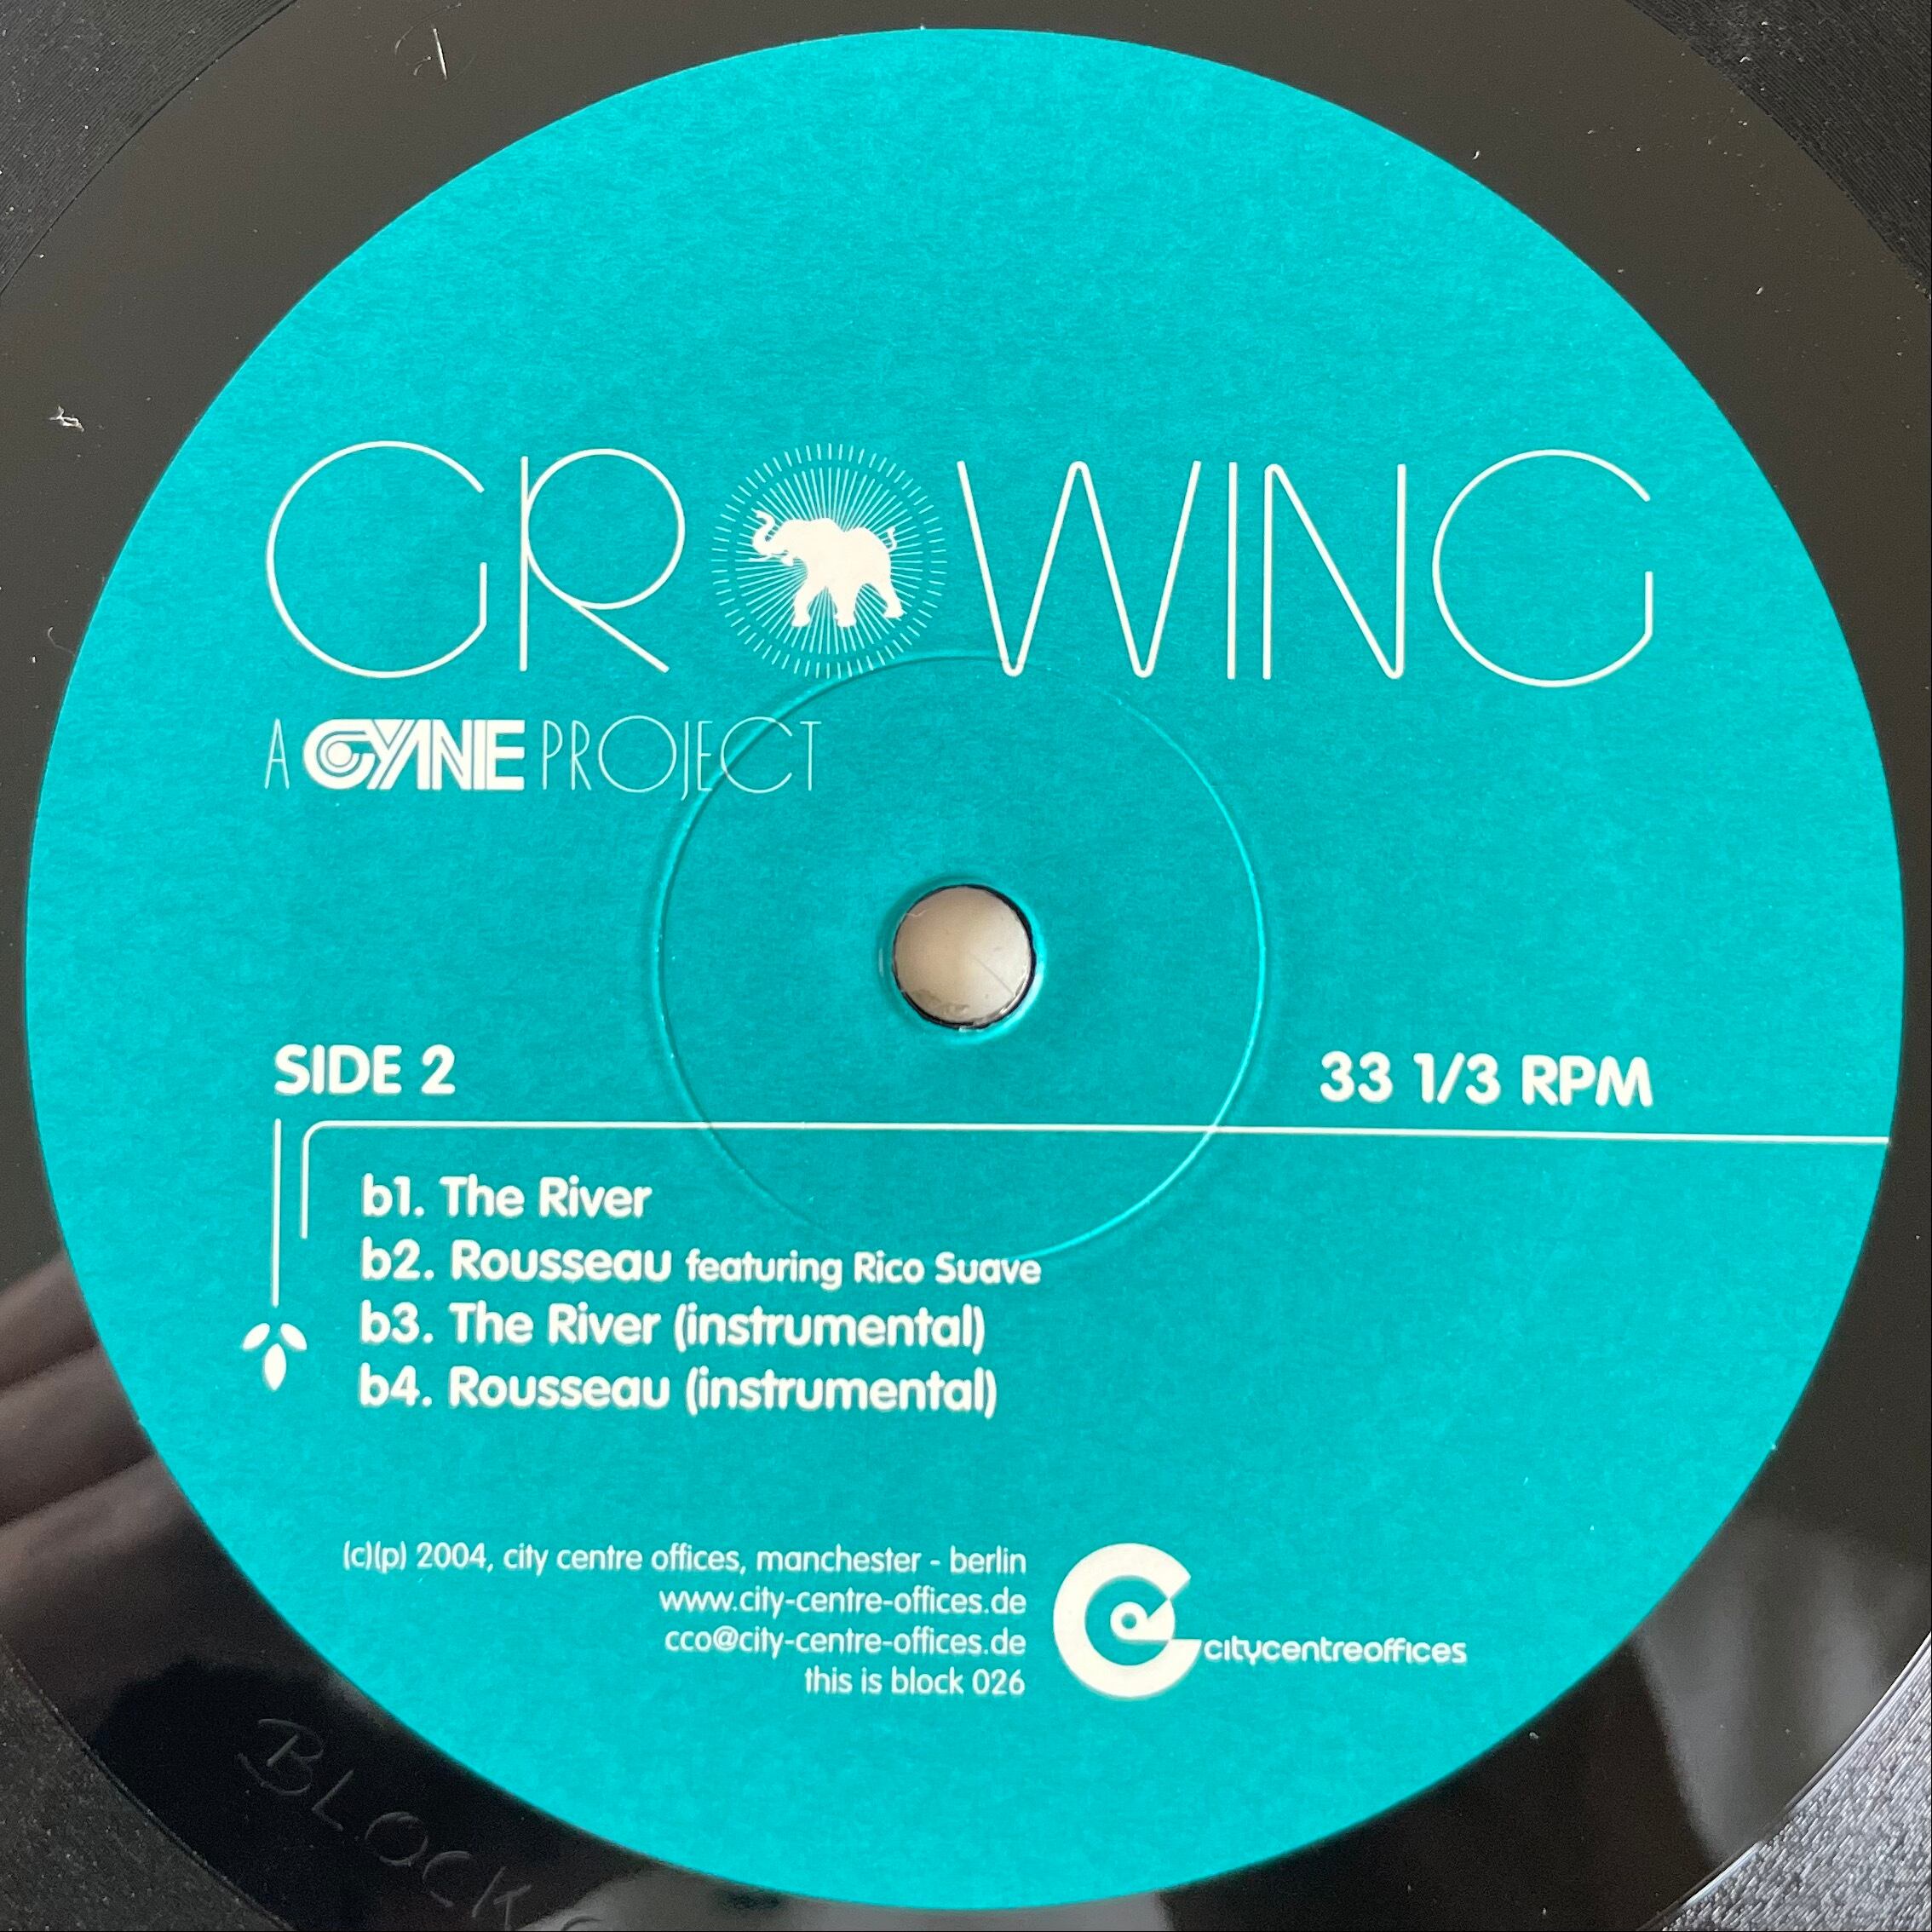 GROWING
A CYNE PROJECT
SIDE 2
33 1/3 RPM
b1. The River
b2. Rousseau featuring Rico Suave
b3. The River (instrumental)
b4. Rousseau (instrumental)
(c)(p) 2004, city centre offices, manchester - berlin
www.city-centre-offices.de
cco@city-centre-offices.de
this is block 026
citycentreoffices
BLOCK